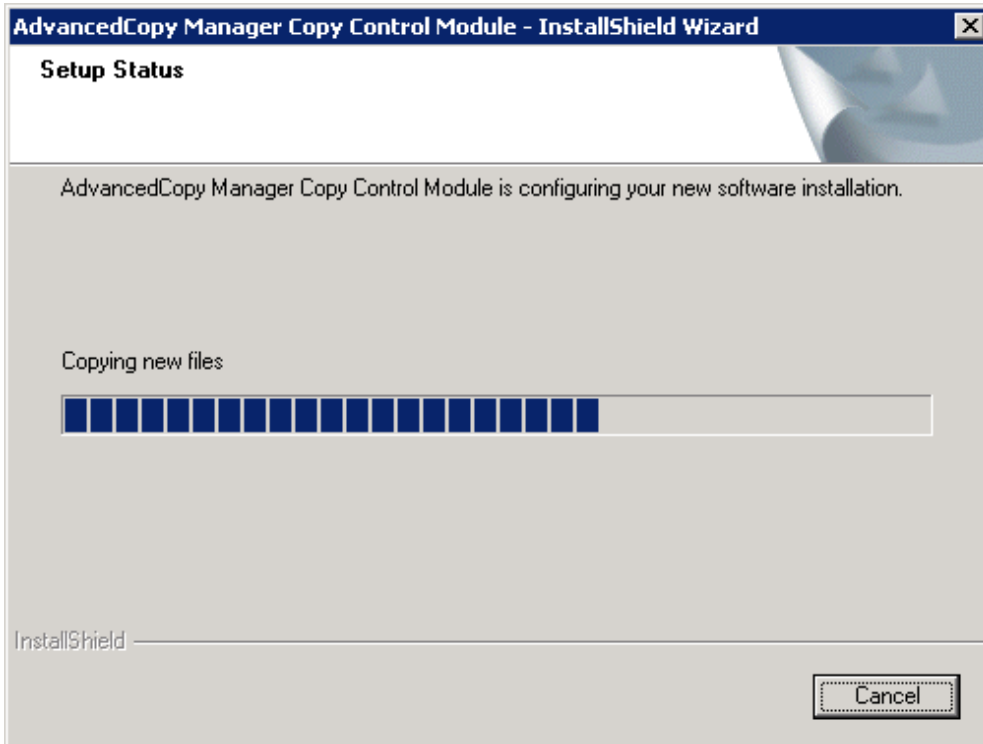 AdvancedCopy Manager Copy Control Module - InstallShield Wizard
Setup Status
AdvancedCopy Manager Copy Control Module is configuring your new software installation.
Copying new files
InstallShield
Cancel